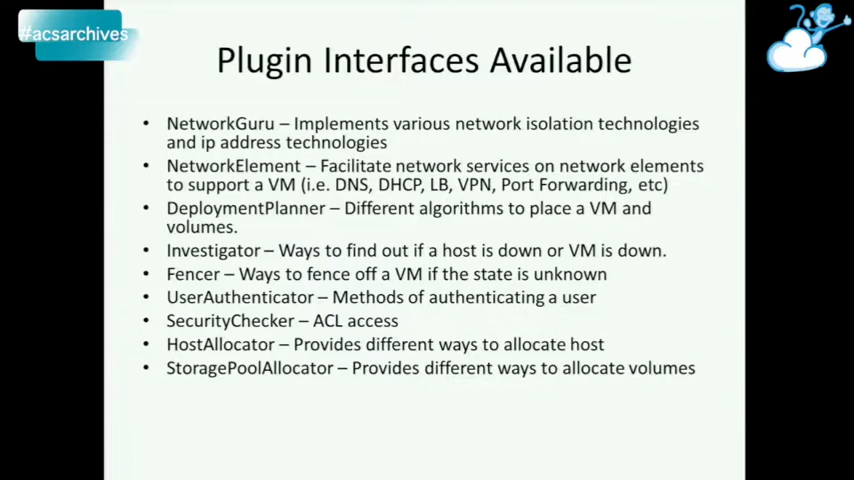 #acsarchives
Plugin Interfaces Available
• NetworkGuru – Implements various network isolation technologies
and ip address technologies
• NetworkElement – Facilitate network services on network elements
to support a VM (i.e. DNS, DHCP, LB, VPN, Port Forwarding, etc)
• DeploymentPlanner – Different algorithms to place a VM and
volumes.
• Investigator – Ways to find out if a host is down or VM is down.
• Fencer – Ways to fence off a VM if the state is unknown
• UserAuthenticator – Methods of authenticating a user
• SecurityChecker – ACL access
• HostAllocator – Provides different ways to allocate host
• StoragePoolAllocator – Provides different ways to allocate volumes